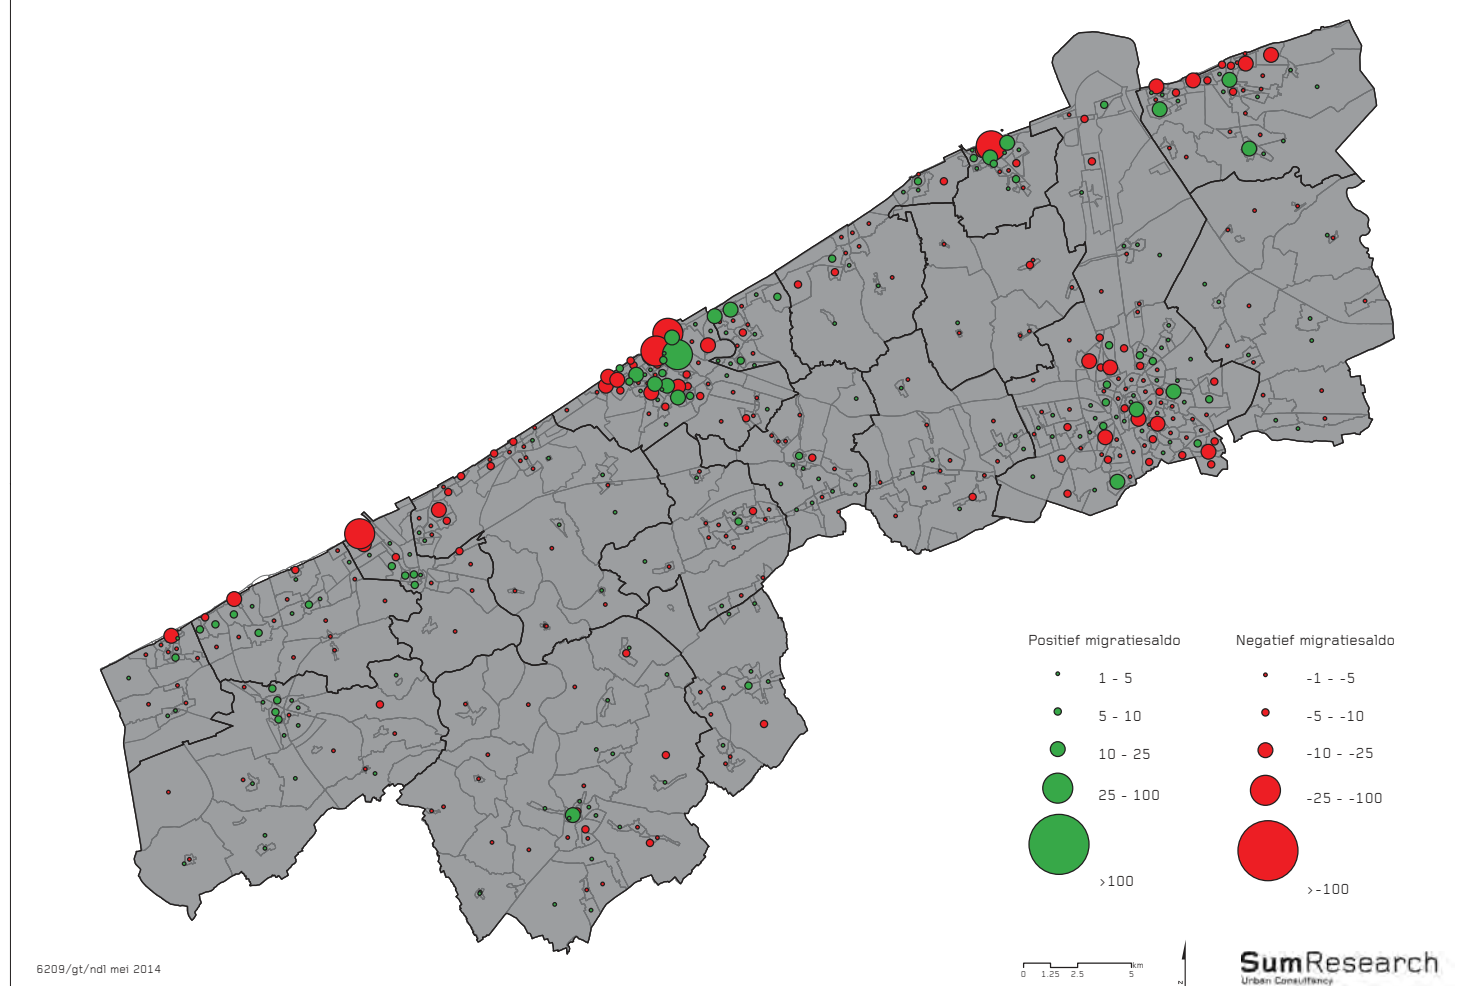 Positief migratiesaldo Negatief migratiesaldo
1 - 5 -1 - -5
5 - 10 -5 - -10
10 - 25 -10 - -25
25 - 100 -25 - -100
>100 >-100
6209/gt/nd1 mei 2014
km
0 1.25 2.5 5
z
SumResearch
Urban Consultancy